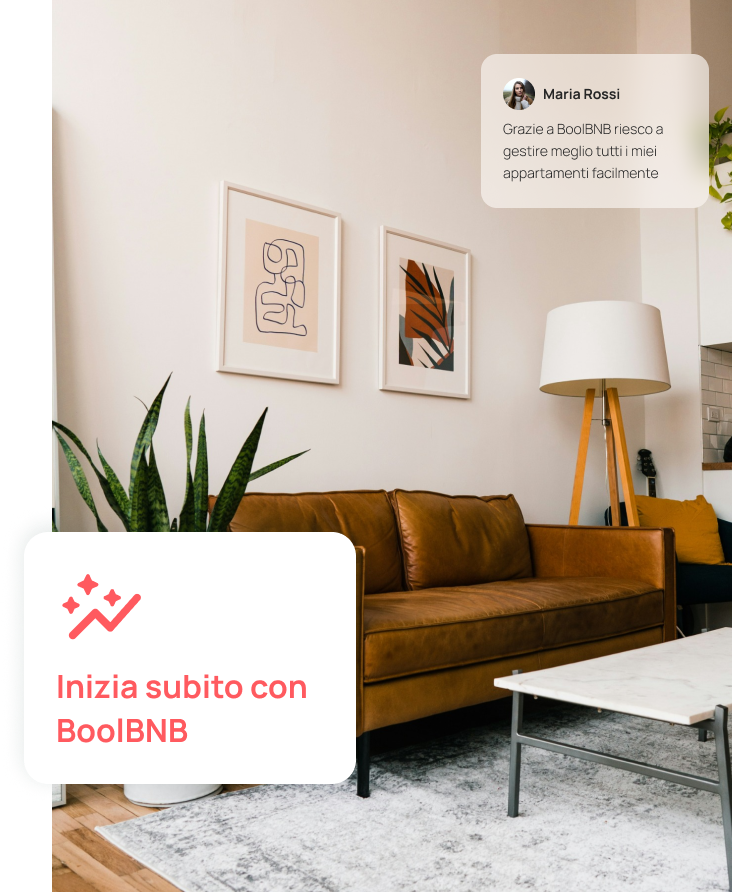 Maria Rossi
Grazie a BoolBNB riesco a
gestire meglio tutti i miei
appartamenti facilmente
Inizia subito con
BoolBNB